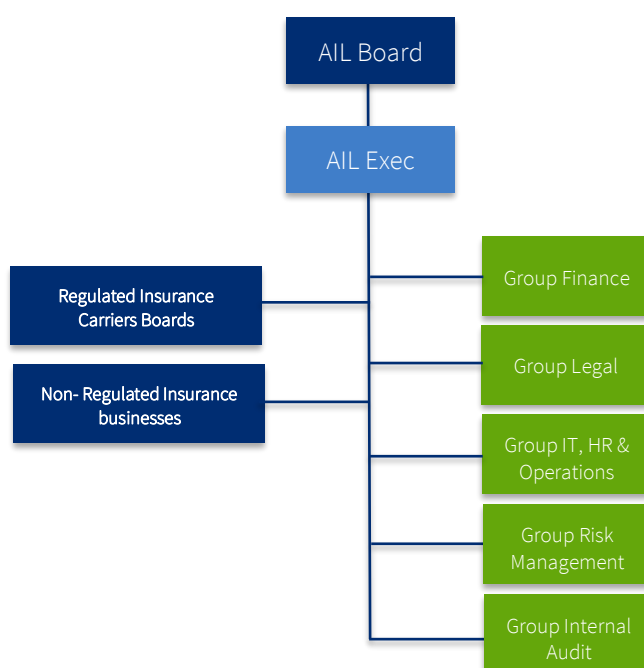 AIL Board
AIL Exec
Regulated Insurance
Carriers Boards
Non- Regulated Insurance
businesses
Group Finance
Group Legal
Group IT, HR &
Operations
Group Risk
Management
Group Internal
Audit